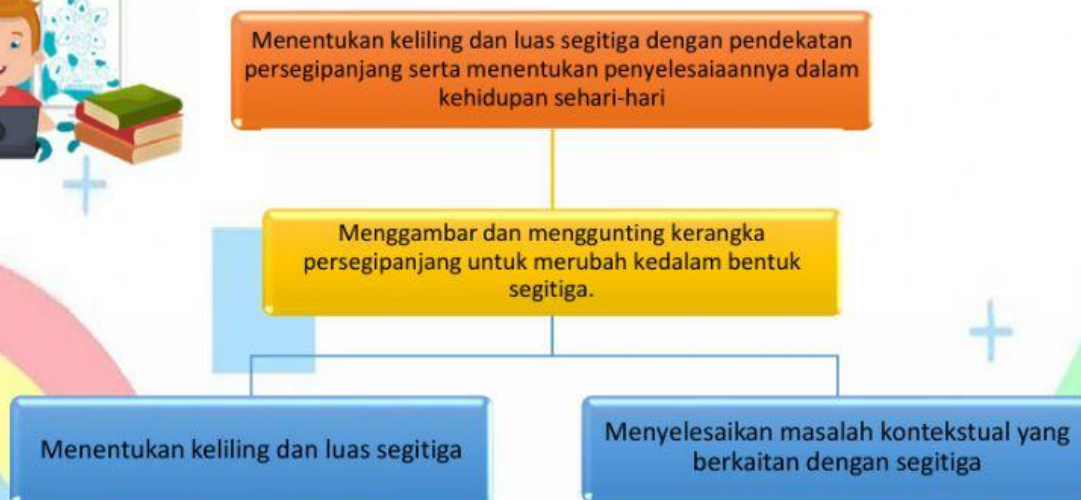 Menentukan keliling dan luas segitiga dengan pendekatan
persegipanjang serta menentukan penyelesaiaannya dalam
kehidupan sehari-hari
Menggambar dan menggunting kerangka
persegipanjang untuk merubah kedalam bentuk
segitiga.
Menentukan keliling dan luas segitiga
Menyelesaikan masalah kontekstual yang
berkaitan dengan segitiga